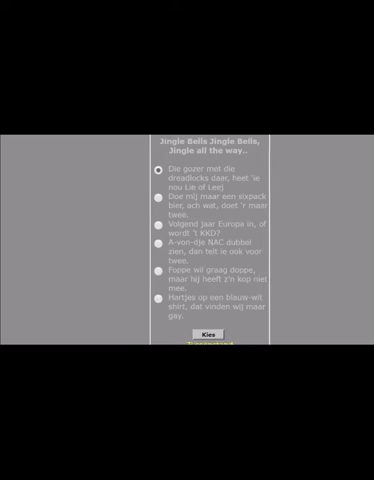 Jingle Bells Jingle Bells,
Jingle all the way..
Die gozer met die
dreadlocks daar, heet 'ie
nou Lie of Leej
Doe mij maar een sixpack
bier, ach wat, doet 'r maar
twee.
Volgend jaar Europa in, of
wordt 't KKD?
A-von-dje NAC dubbel
zien, dan telt ie ook voor
twee.
Foppe wil graag doppe,
maar hij heeft z'n kop niet
mee.
Hartjes op een blauw-wit
shirt, dat vinden wij maar
gay.
Kies
Tussenstand